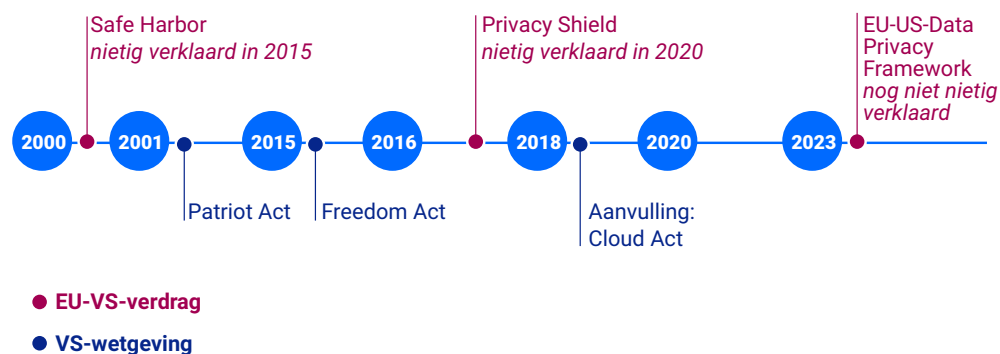 Safe Harbor
nietig verklaard in 2015
Privacy Shield
nietig verklaard in 2020
EU-US-Data
Privacy
Framework
nog niet nietig
verklaard
2000
2001
2015
2016
2018
2020
2023
Patriot Act
Freedom Act
Aanvulling:
Cloud Act
EU-VS-verdrag
VS-wetgeving